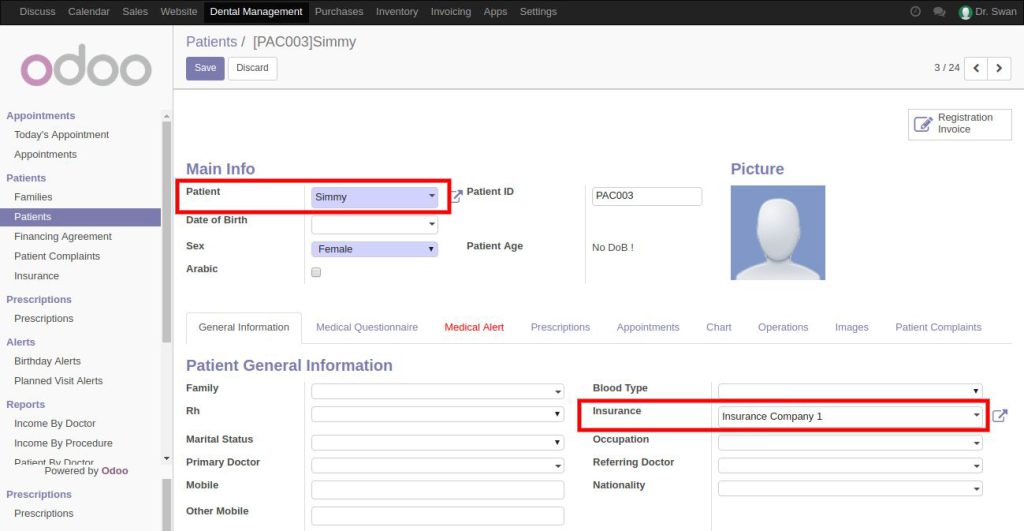 Discuss Calendar Sales Website Dental Management Purchases Inventory Invoicing Apps Settings Dr. Swan
odoo
Appointments
Today's Appointment
Appointments
Patients
Families
Patients
Financing Agreement
Patient Complaints
Insurance
Prescriptions
Prescriptions
Alerts
Birthday Alerts
Planned Visit Alerts
Reports
Income By Doctor
Income By Procedure
Patient By Doctor
Powered by Odoo
Prescriptions
Prescriptions
Patients / [PAC003]Simmy
Save Discard
3 / 24
Registration
Invoice
Main Info
Picture
Patient Simmy Patient ID PAC003
Date of Birth
Sex Female Patient Age No DoB !
Arabic
General Information Medical Questionnaire Medical Alert Prescriptions Appointments Chart Operations Images Patient Complaints
Patient General Information
Family Blood Type
Rh Insurance Insurance Company 1
Marital Status Occupation
Primary Doctor Referring Doctor
Mobile Nationality
Other Mobile